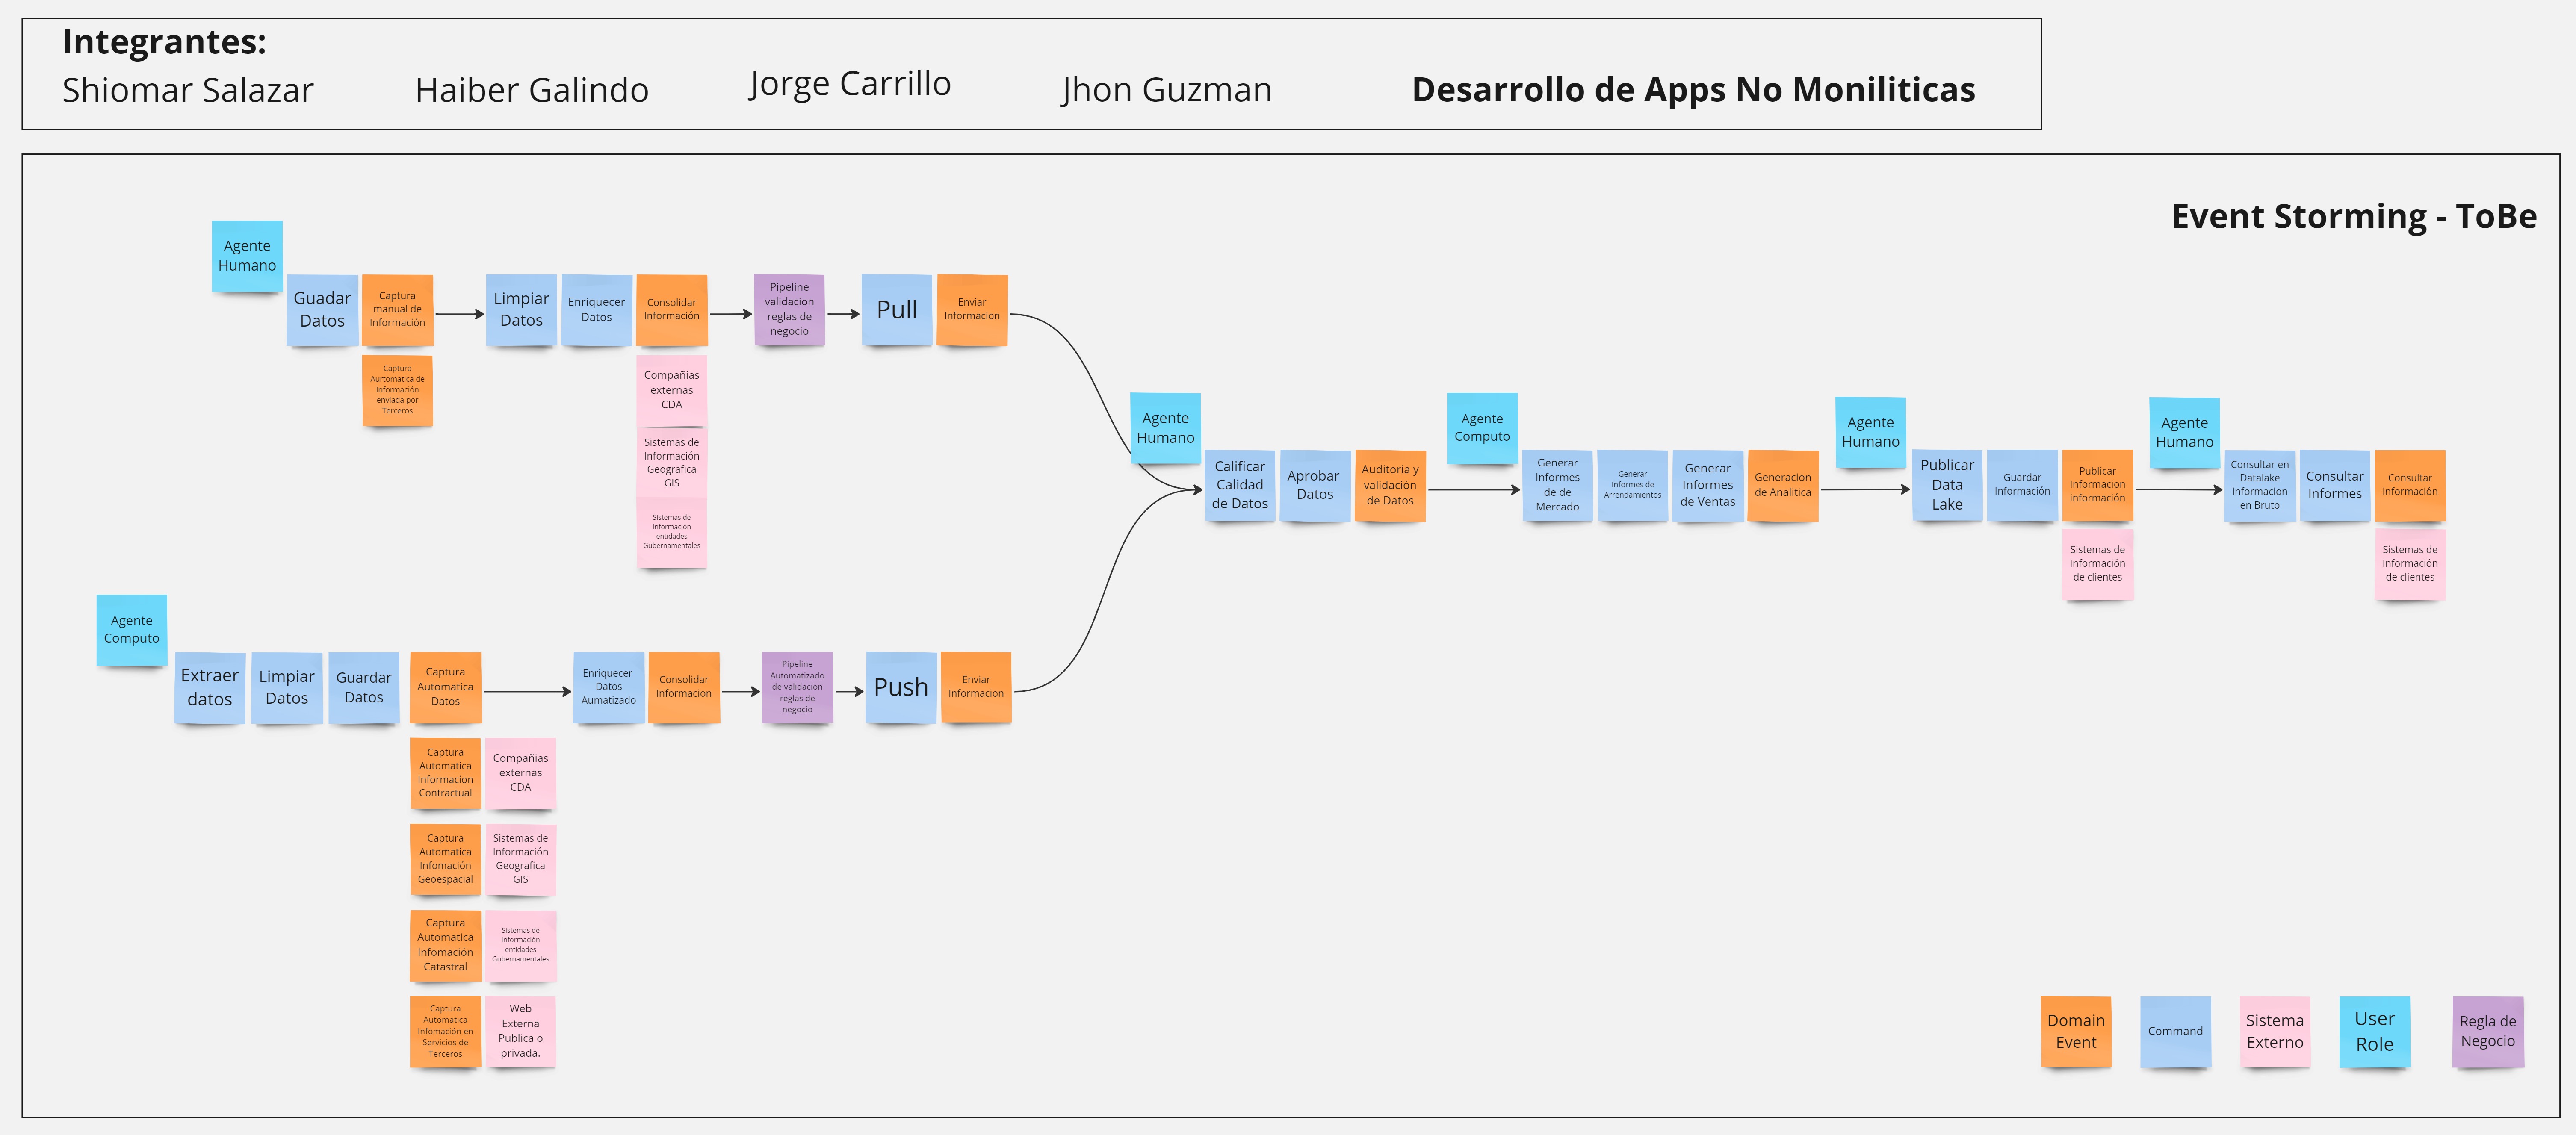 Integrantes:
Shiomar Salazar
Haiber Galindo
Jorge Carrillo
Jhon Guzman
Desarrollo de Apps No Moniliticas
Event Storming - ToBe
Agente
Humano
Guadar
Datos
Captura
manual de
Información
Captura
Aurtomatica de
Información
enviada por
Terceros
Limpiar
Datos
Enriquecer
Datos
Consolidar
Información
Compañias
externas
CDA
Sistemas de
Información
Geografica
GIS
Sistemas de
Información
entidades
Gubernamentales
Pipeline
validacion
reglas de
negocio
Pull
Enviar
Informacion
Agente
Computo
Extraer
datos
Limpiar
Datos
Guardar
Datos
Captura
Automatica
Datos
Captura
Automatica
Informacion
Contractual
Compañias
externas
CDA
Captura
Automatica
Infomación
Geoespacial
Sistemas de
Información
Geografica
GIS
Captura
Automatica
Infomación
Catastral
Sistemas de
Información
entidades
Gubernamentales
Captura
Automatica
Infomación en
Servicios de
Terceros
Web
Externa
Publica o
privada.
Enriquecer
Datos
Aumatizado
Consolidar
Informacion
Pipeline
Automatizado
de validacion
reglas de
negocio
Push
Enviar
Informacion
Agente
Humano
Calificar
Calidad
de Datos
Aprobar
Datos
Auditoria y
validación
de Datos
Agente
Computo
Generar
Informes
de de
Mercado
Generar
Informes de
Arrendamientos
Generar
Informes
de Ventas
Generacion
de Analitica
Agente
Humano
Publicar
Data
Lake
Guardar
Información
Publicar
Informacion
información
Sistemas de
Información
de clientes
Agente
Humano
Consultar en
Datalake
informacion
en Bruto
Consultar
Informes
Consultar
información
Sistemas de
Información
de clientes
Domain
Event
Command
Sistema
Externo
User
Role
Regla de
Negocio